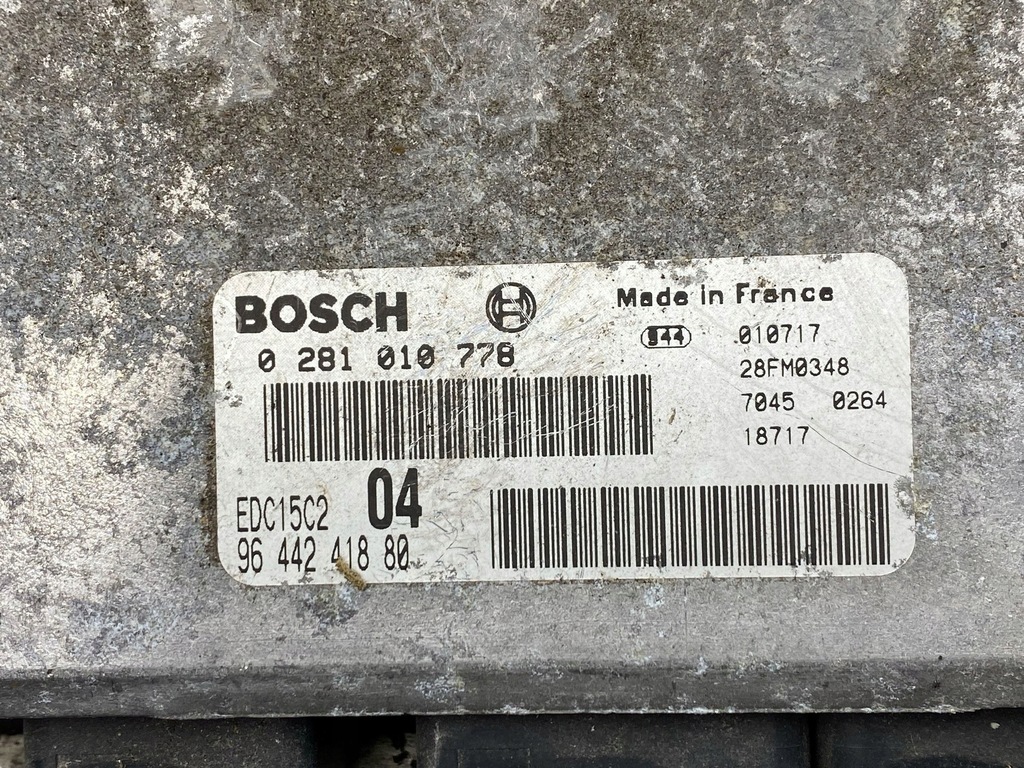 BOSCH
Made in France
0 281 010 778
944 010717
28FM0348
7045 0264
18717
EDC15C2 04
96 442 418 80